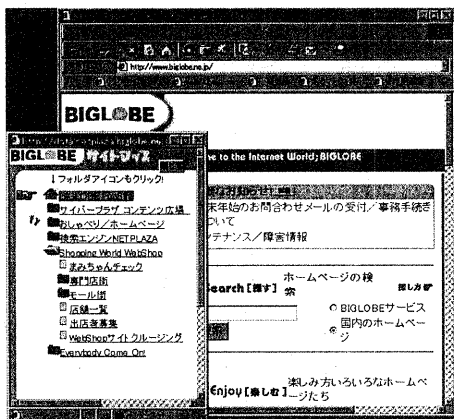 http://www.biglobe.ne.jp/
BIGLOBE
BIGLOBE サイトマップ
↓フォルダアイコンもクリック!
サイバープラザ コンテンツ広場
おしゃべり/ホームページ
検索エンジンNETPLAZA
Shopping World WebShop
まみちゃんチェック
専門店街
モール街
店舗一覧
出店者募集
WebShopサイトクルージング
Everybody Come On!
e to the Internet World; BIGLOBE
末年始のお問合わせメールの受付/事務手続き
ついて
テナンス/障害情報
earch [探す] ホームページの検索
探し方
BIGLOBEサービス
国内のホームページ
Enjoy [楽しむ] 楽しみ方いろいろなホームページたち